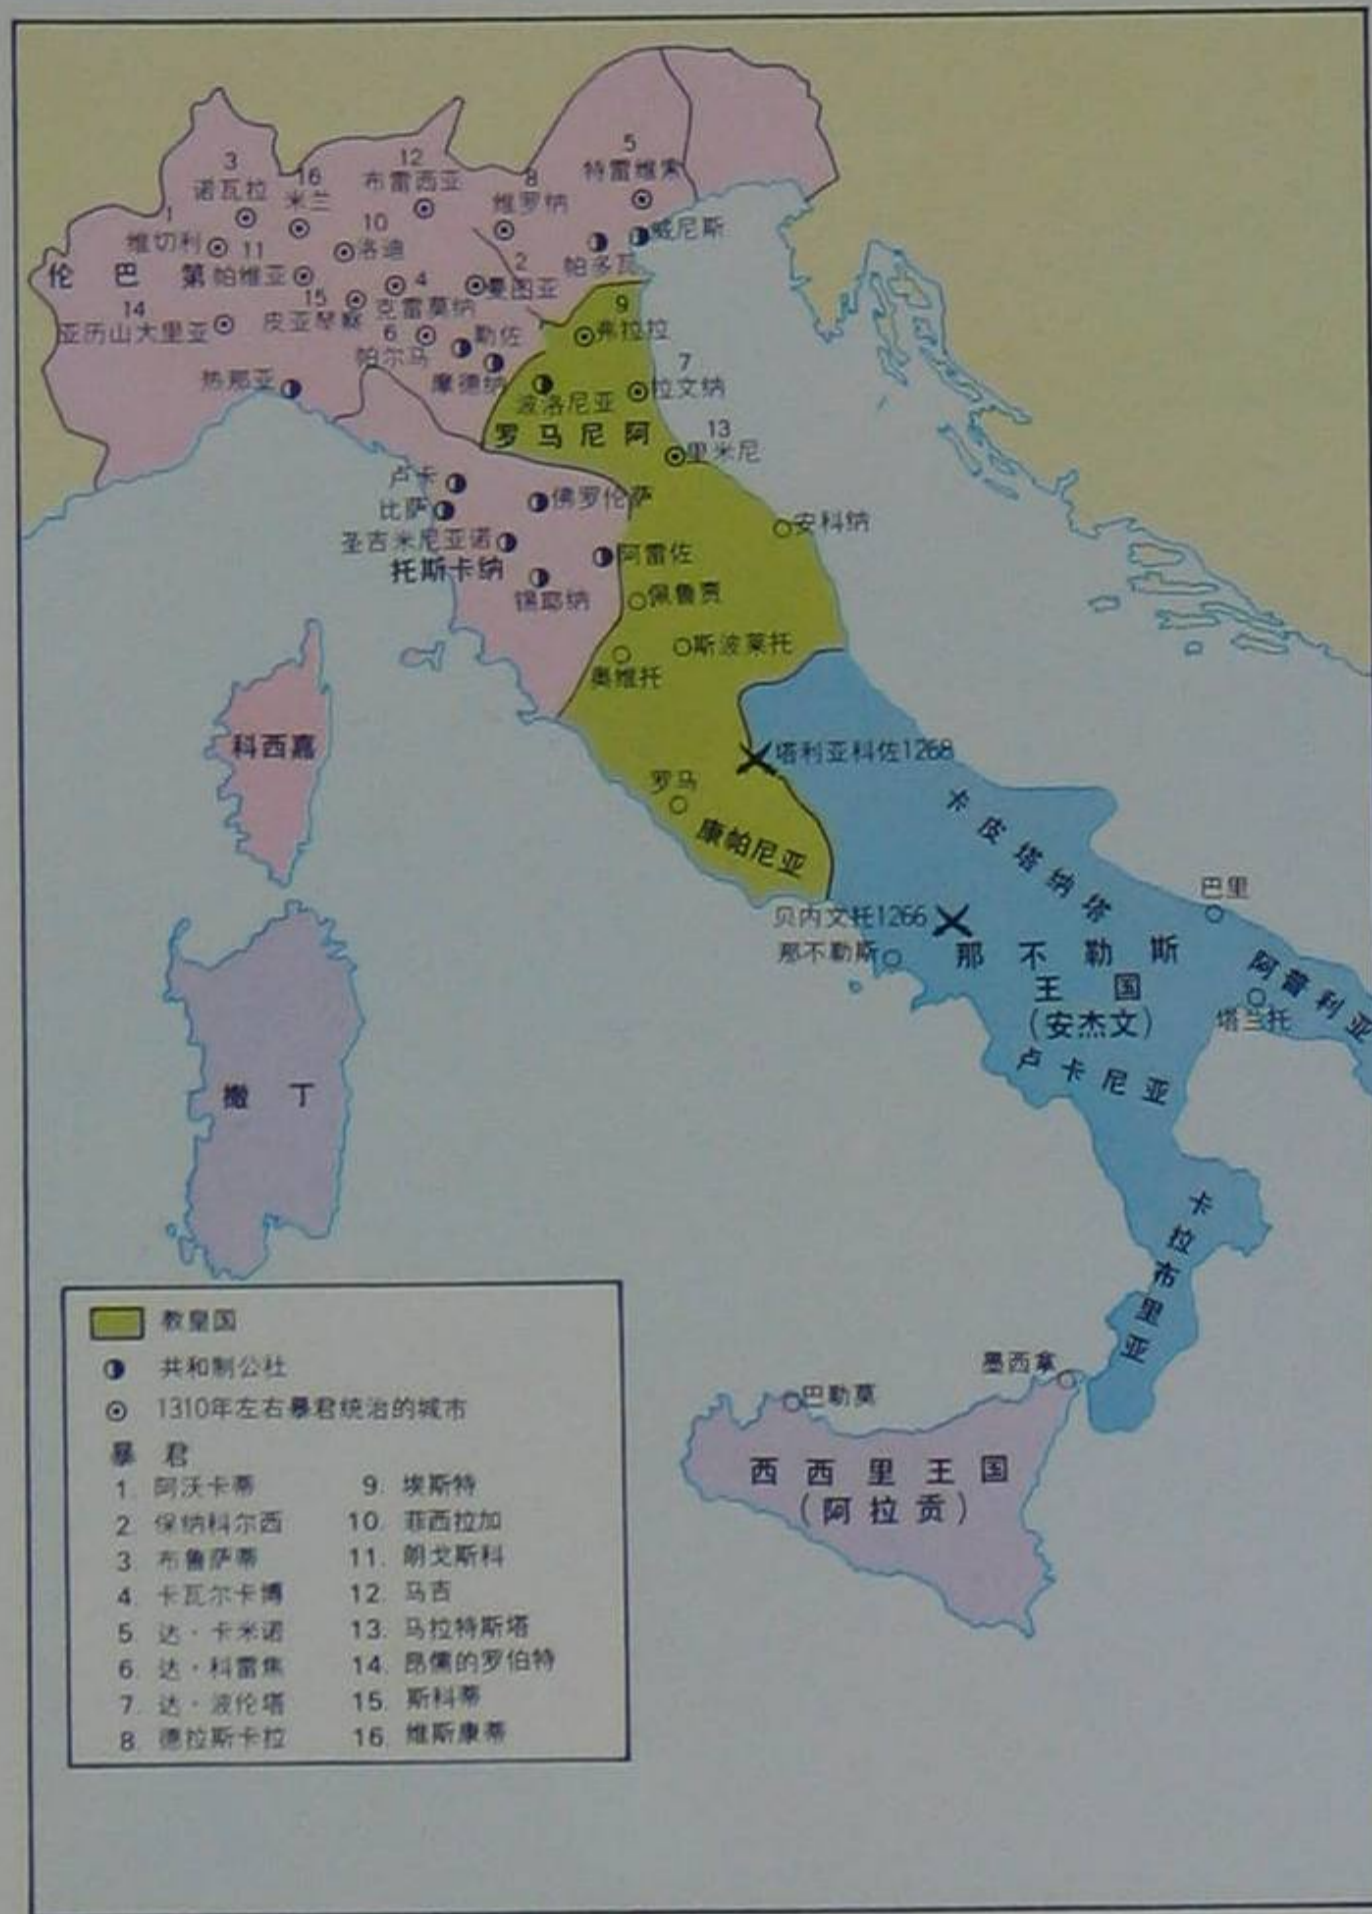 5
特雷维索
12
布雷西亚
3
诺瓦拉
16
米兰
8
维罗纳
1
维切利
10
洛迪
威尼斯
帕多瓦
11
伦巴第
帕维亚
4
克雷莫纳
2
曼图亚
15
皮亚琴察
14
亚历山大里亚
6
帕尔马
勒佐
9
弗拉拉
热那亚
摩德纳
7
拉文纳
波洛尼亚
罗马尼阿
13
里米尼
卢卡
比萨
佛罗伦萨
安科纳
圣吉米尼亚诺
托斯卡纳
阿雷佐
锡耶纳
佩鲁贾
斯波莱托
奥维托
科西嘉
塔利亚科佐1268
罗马
康帕尼亚
卡皮塔纳塔
巴里
贝内文托1266
那不勒斯
那不勒斯
王国
(安杰文)
阿普利亚
塔兰托
卢卡尼亚
撒丁
卡拉布里亚
墨西拿
巴勒莫
西西里王国
(阿拉贡)
教皇国
共和制公社
1310年左右暴君统治的城市
暴君
1. 阿沃卡蒂
2 保纳科尔西
3 布鲁萨蒂
4 卡瓦尔卡博
5 达·卡米诺
6 达·科雷焦
7 达·波伦塔
8 德拉斯卡拉
9. 埃斯特
10. 菲西拉加
11. 朗戈斯科
12. 马吉
13. 马拉特斯塔
14. 昂儒的罗伯特
15. 斯科蒂
16. 维斯康蒂